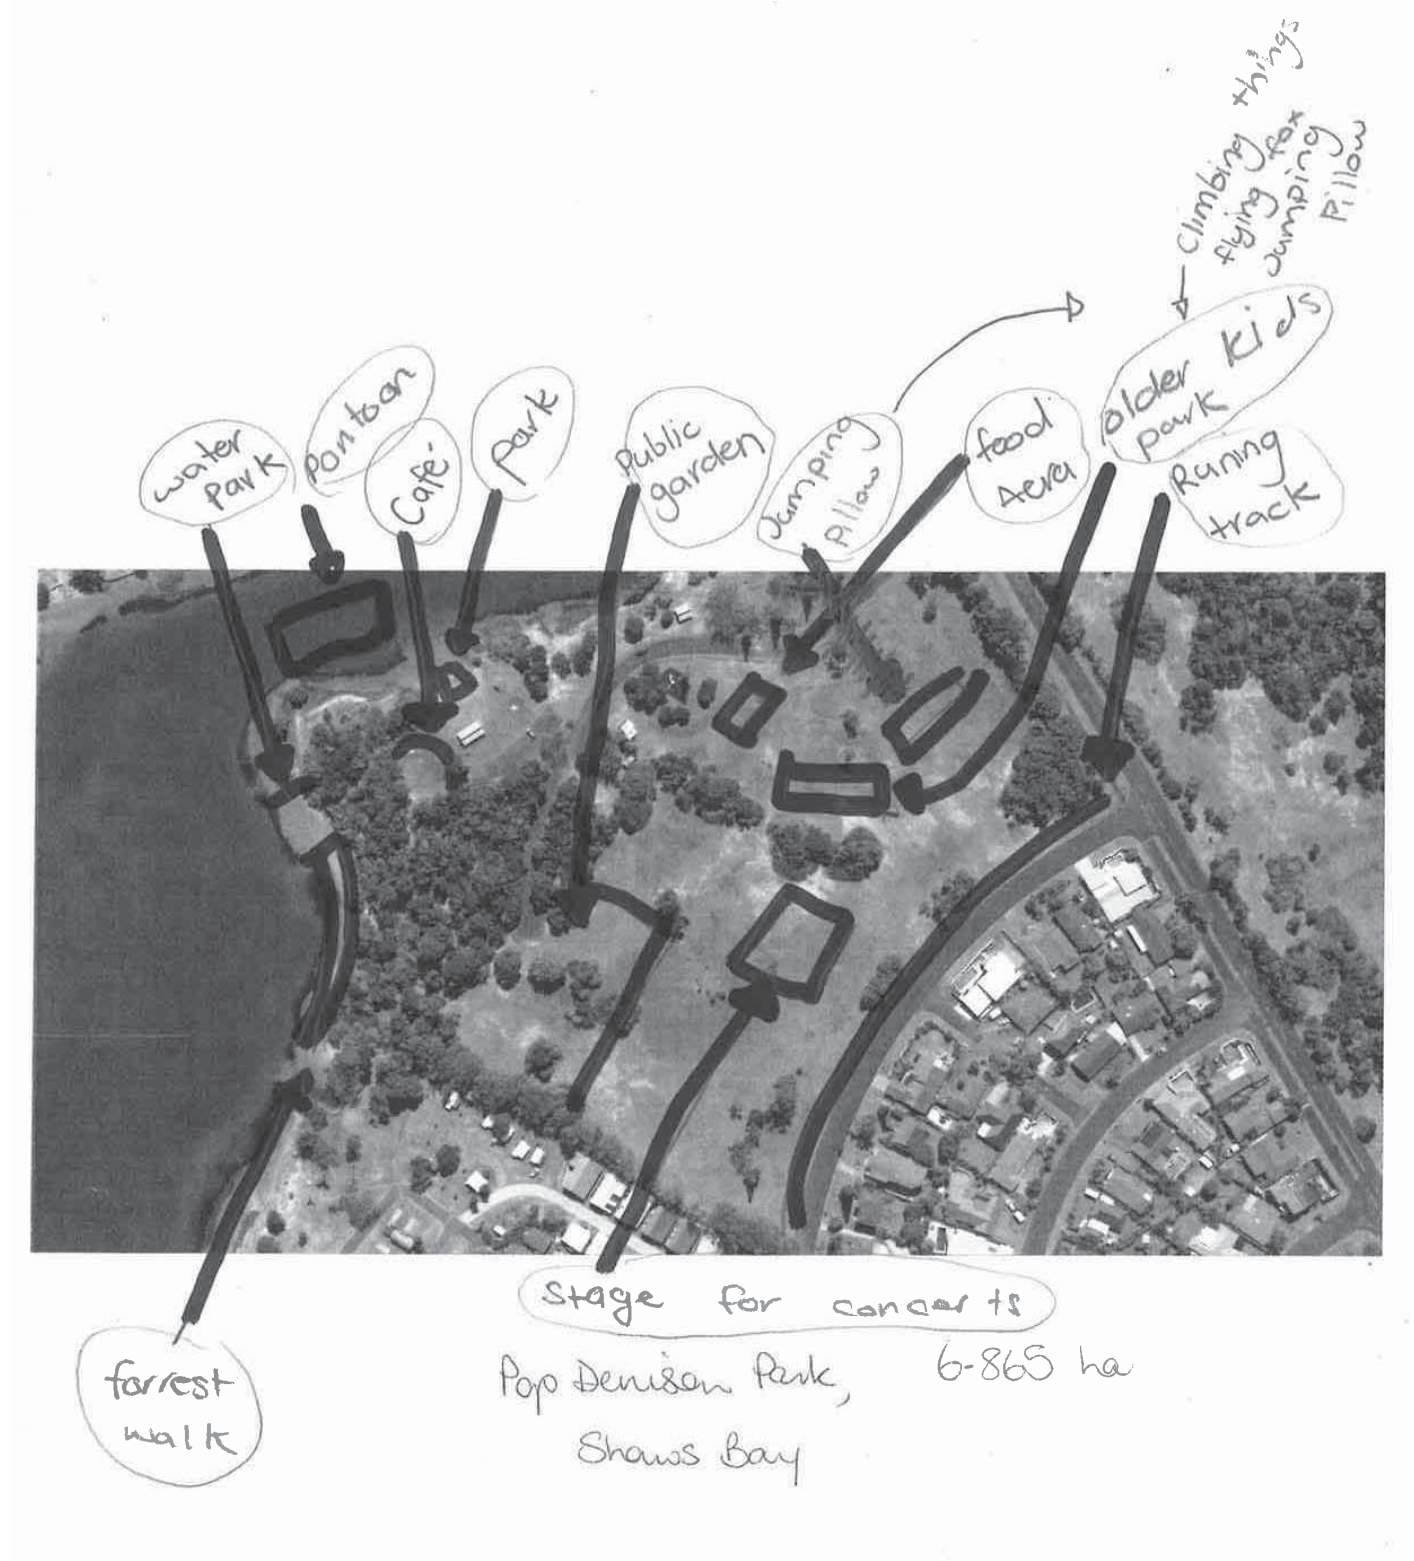 Climbing things
flying fox
Jumping
Pillow
older kids
park
water
park
Pontoon
Café
park
Public
garden
Jumping
pillow
food
Aera
Runing
track
Stage for concerts
forrest
walk
Pop Denison Park,
Shaws Bay
6-865 ha